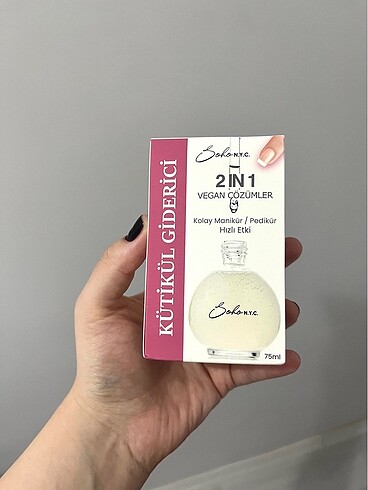 KÜTİKÜL GİDERİCİ
Soho N.Y.C.
2 IN 1
VEGAN ÇÖZÜMLER
Kolay Manikür / Pedikür
Hızlı Etki
Soho N.Y.C.
75ml